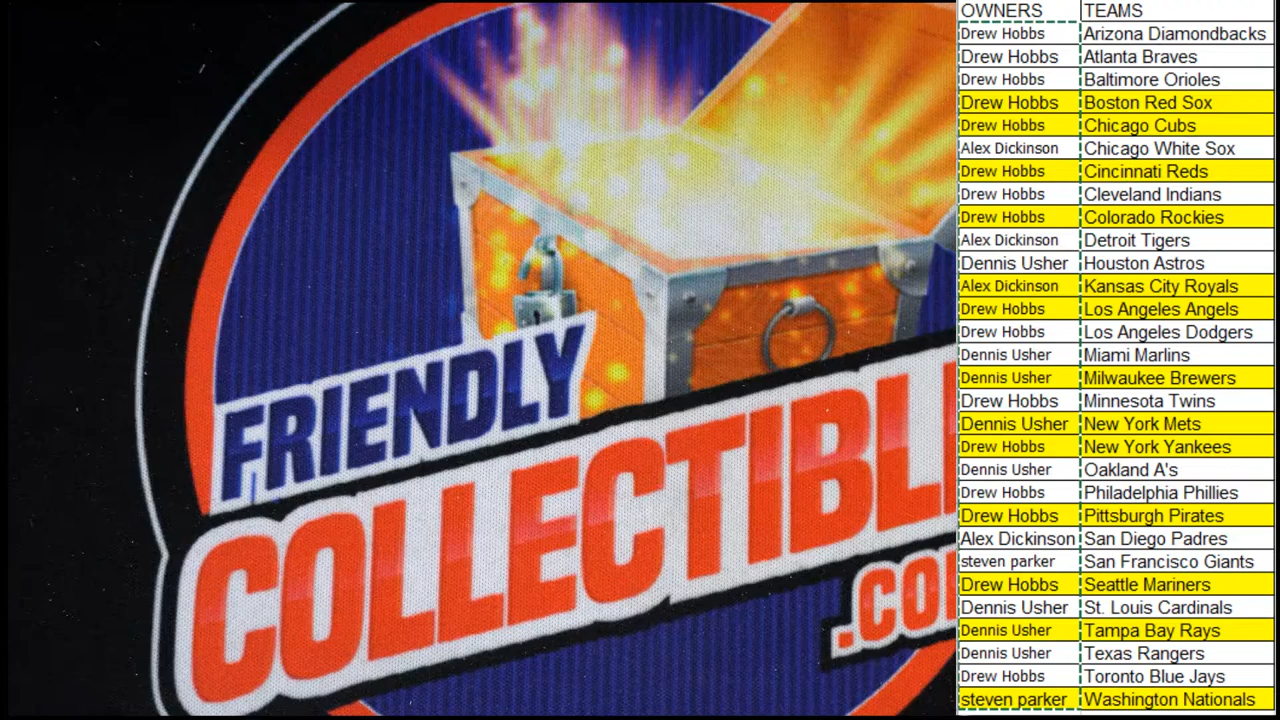 FRIENDLY
COLLECTIBL
.CO
OWNERS TEAMS
Drew Hobbs Arizona Diamondbacks
Drew Hobbs Atlanta Braves
Drew Hobbs Baltimore Orioles
Drew Hobbs Boston Red Sox
Drew Hobbs Chicago Cubs
Alex Dickinson Chicago White Sox
Drew Hobbs Cincinnati Reds
Drew Hobbs Cleveland Indians
Drew Hobbs Colorado Rockies
Alex Dickinson Detroit Tigers
Dennis Usher Houston Astros
Alex Dickinson Kansas City Royals
Drew Hobbs Los Angeles Angels
Drew Hobbs Los Angeles Dodgers
Dennis Usher Miami Marlins
Dennis Usher Milwaukee Brewers
Drew Hobbs Minnesota Twins
Dennis Usher New York Mets
Drew Hobbs New York Yankees
Dennis Usher Oakland A's
Drew Hobbs Philadelphia Phillies
Drew Hobbs Pittsburgh Pirates
Alex Dickinson San Diego Padres
steven parker San Francisco Giants
Drew Hobbs Seattle Mariners
Dennis Usher St. Louis Cardinals
Dennis Usher Tampa Bay Rays
Dennis Usher Texas Rangers
Drew Hobbs Toronto Blue Jays
steven parker Washington Nationals